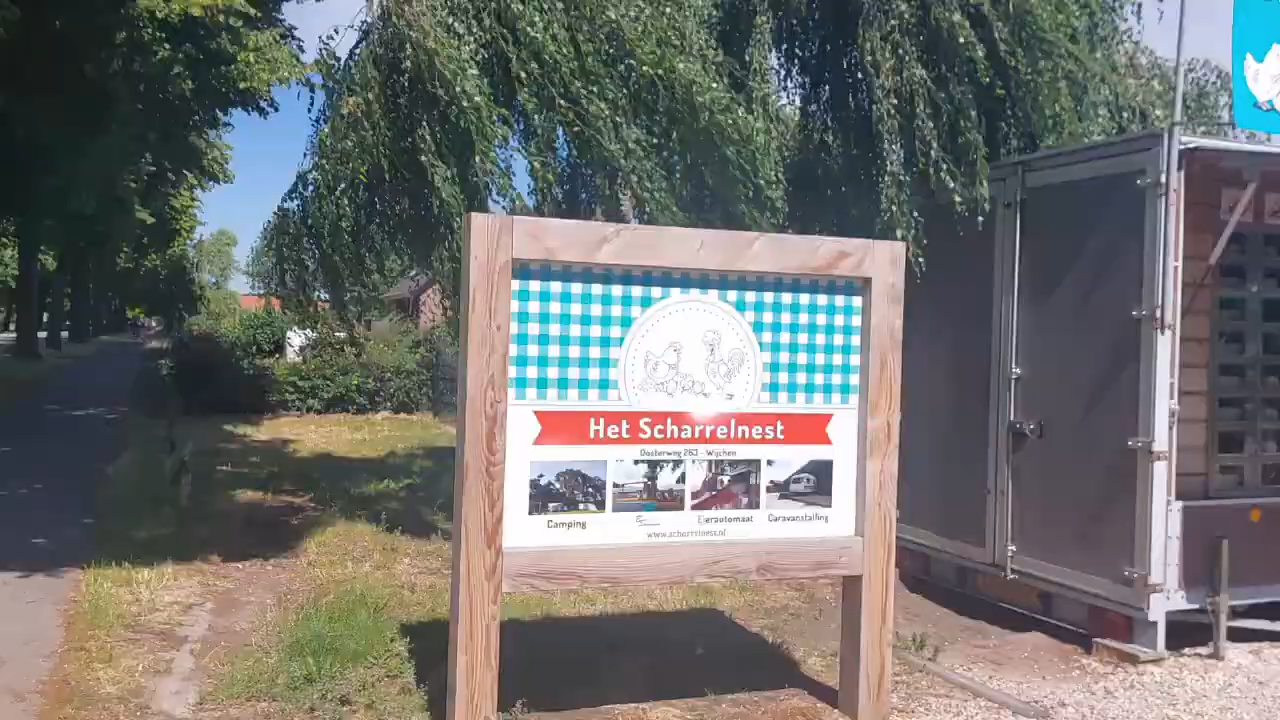 Het Scharrelnest
Oosterweg 263 - Wijchen
Camping
Eierautomaat
Caravanstalling
www.scharrelnest.nl